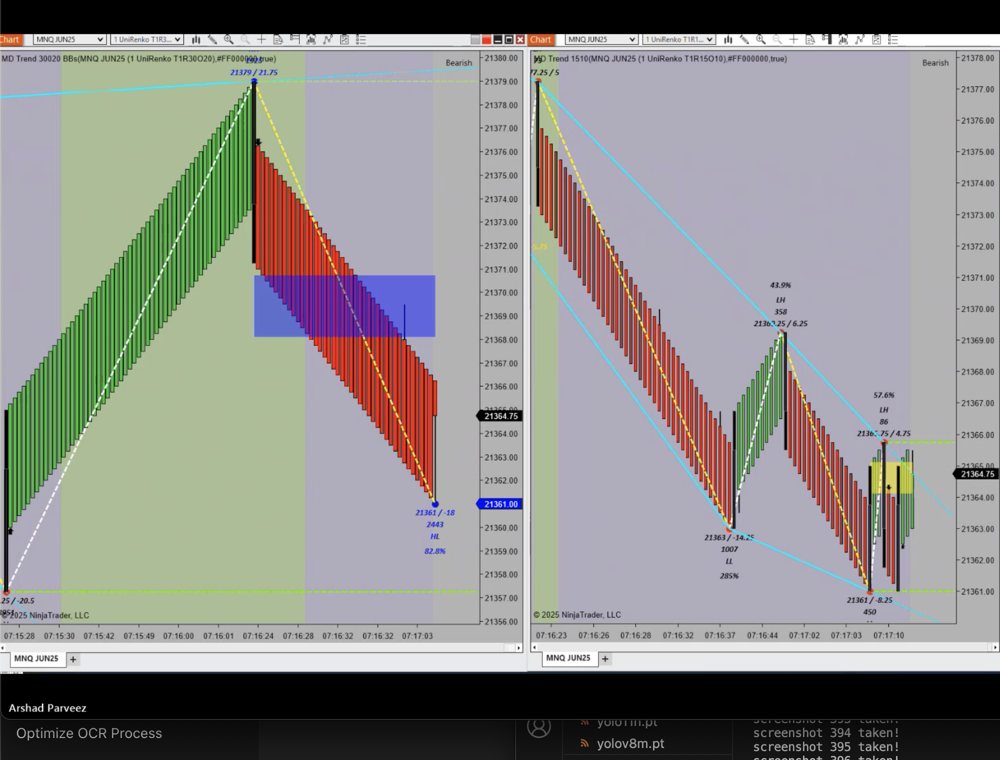 Chart
MNQ JUN25
1 UniRenko T1R3...
Chart
MNQ JUN25
1 UniRenko T1R1...
MD Trend 30020 BBs(MNQ JUN25 (1 UniRenko T1R30O20),#FF000000,true)
Bearish
21379 / 21.75
21380.00
21379.00
21378.00
21377.00
21376.00
21375.00
21374.00
21373.00
21372.00
21371.00
21370.00
21369.00
21368.00
21367.00
21366.00
21364.75
21364.00
21363.00
21362.00
21361.00
21360.00
21359.00
21358.00
21357.00
21356.00
21361 / -18
2443
HL
82.8%
.25 / -20.5
© 2025 NinjaTrader, LLC
07:15:28
07:15:30
07:15:42
07:15:49
07:16:00
07:16:01
07:16:24
07:16:28
07:16:32
07:16:32
07:17:03
MNQ JUN25
+
MD Trend 1510(MNQ JUN25 (1 UniRenko T1R15O10),#FF000000,true)
Bearish
77.25 / 5
21378.00
21377.00
21376.00
21375.00
21374.00
21373.00
21372.00
21371.00
21370.00
21369.00
21368.00
21367.00
21366.00
21365.00
21364.75
21364.00
21363.00
21362.00
21361.00
43.9%
LH
358
/ 6.25
57.6%
LH
86
/ 4.75
21363 / -14.25
1007
LL
285%
21361 / -8.25
450
© 2025 NinjaTrader, LLC
07:16:23
07:16:26
07:16:28
07:16:32
07:16:37
07:16:44
07:17:02
07:17:03
07:17:10
MNQ JUN25
+
Arshad Parveez
Optimize OCR Process
yolo11n.pt
yolov8m.pt
screenshot 393 taken!
screenshot 394 taken!
screenshot 395 taken!
screenshot 396 taken!